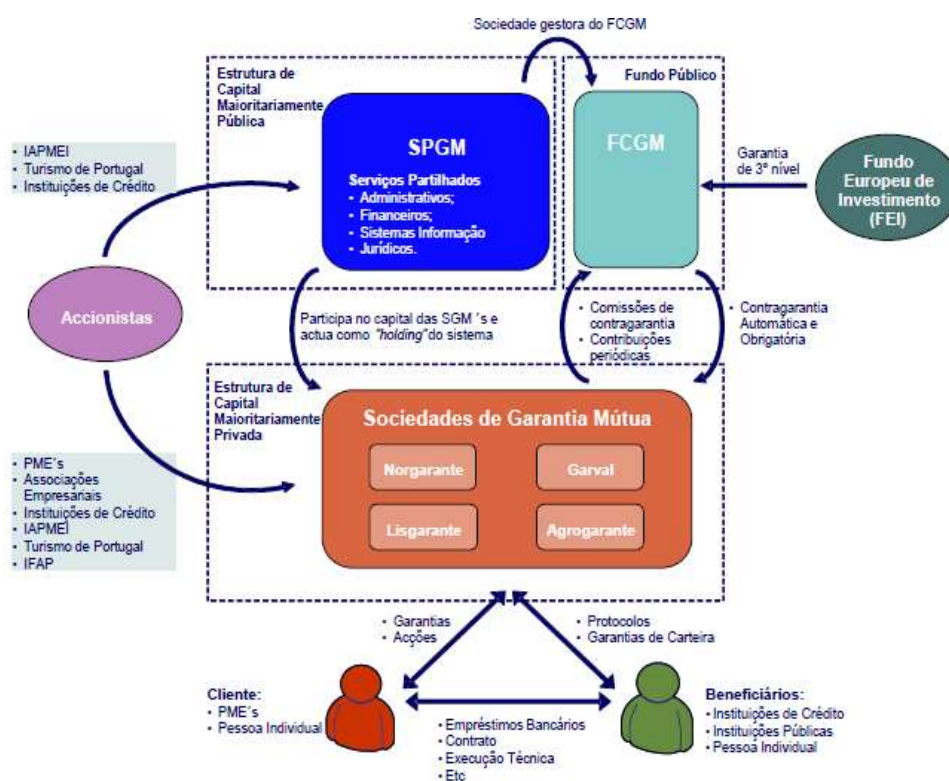 Sociedade gestora do FCGM
Estrutura de
Capital
Maioritariamente
Pública
Fundo Público
SPGM
Serviços Partilhados
• Administrativos;
• Financeiros;
• Sistemas Informação
• Jurídicos.
FCGM
Garantia
de 3º nível
Fundo
Europeu de
Investimento
(FEI)
• IAPMEI
• Turismo de Portugal
• Instituições de Crédito
Accionistas
Participa no capital das SGM ´s e
actua como "holding" do sistema
• Comissões de
contragarantia
• Contribuições
periódicas
• Contragarantia
Automática e
Obrigatória
Estrutura de
Capital
Maioritariamente
Privada
Sociedades de Garantia Mútua
Norgarante
Garval
Lisgarante
Agrogarante
• PME´s
• Associações
Empresariais
• Instituições de Crédito
• IAPMEI
• Turismo de Portugal
• IFAP
• Garantias
• Acções
• Protocolos
• Garantias de Carteira
Cliente:
• PME´s
• Pessoa Individual
• Empréstimos Bancários
• Contrato
• Execução Técnica
• Etc
Beneficiários:
• Instituições de Crédito
• Instituições Públicas
• Pessoa Individual